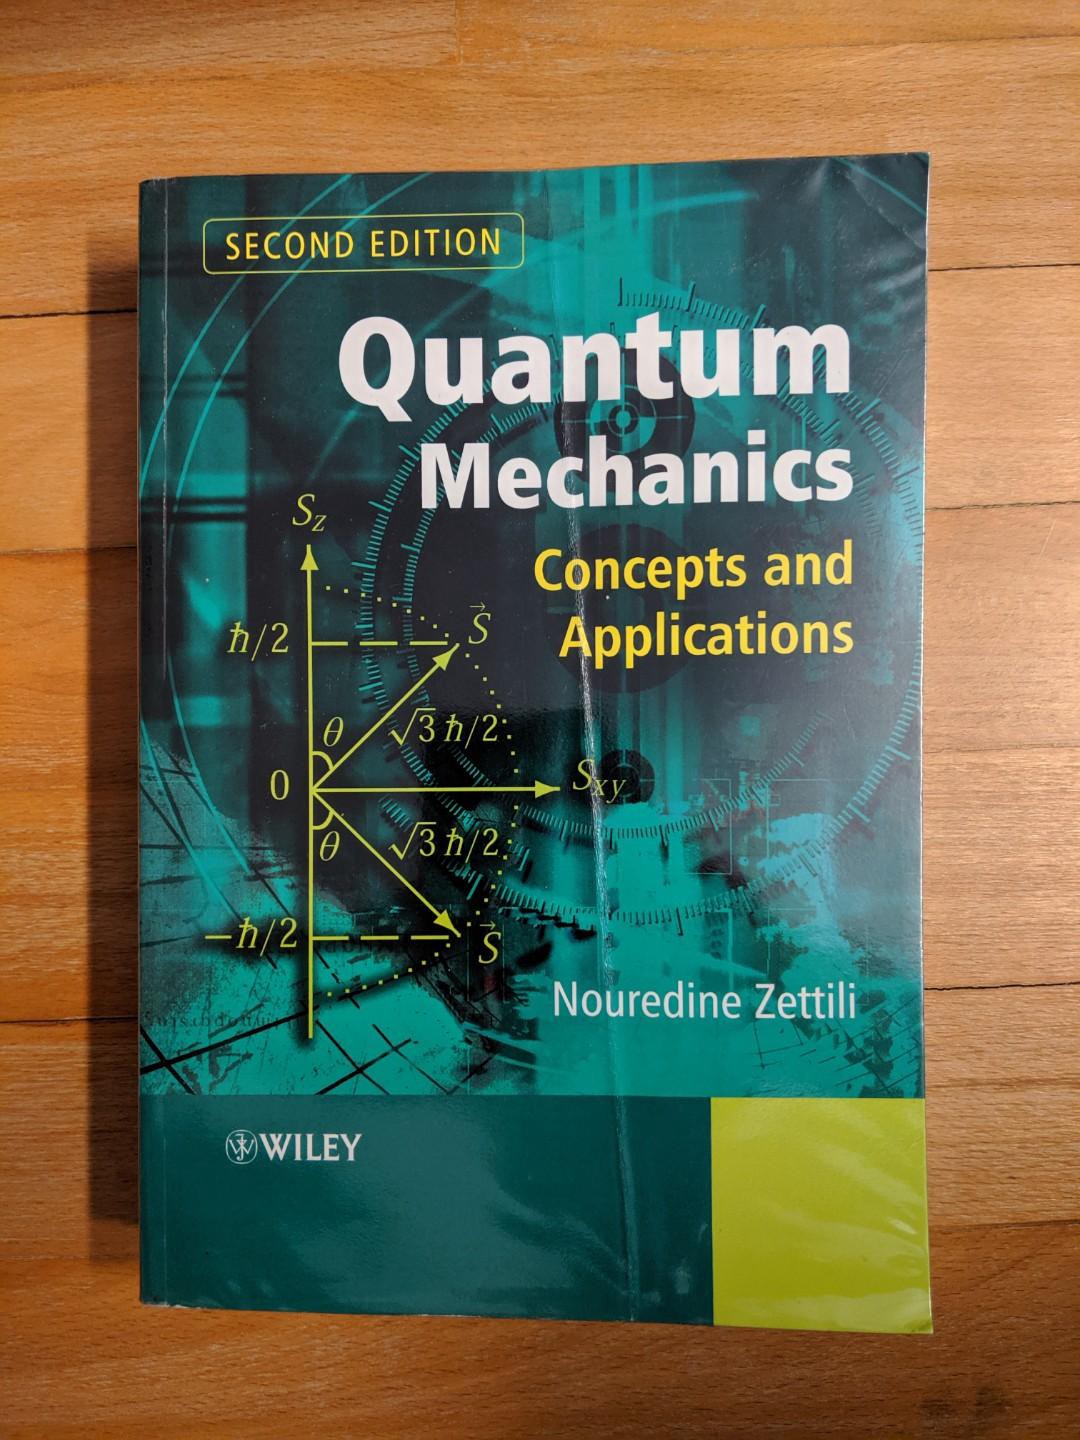 SECOND EDITION
Quantum
Mechanics
Concepts and
Applications
S_z
ħ/2
S⃗
θ
√3 ħ/2
0
S_xy
θ
√3 ħ/2
−ħ/2
S⃗
Nouredine Zettili
WILEY